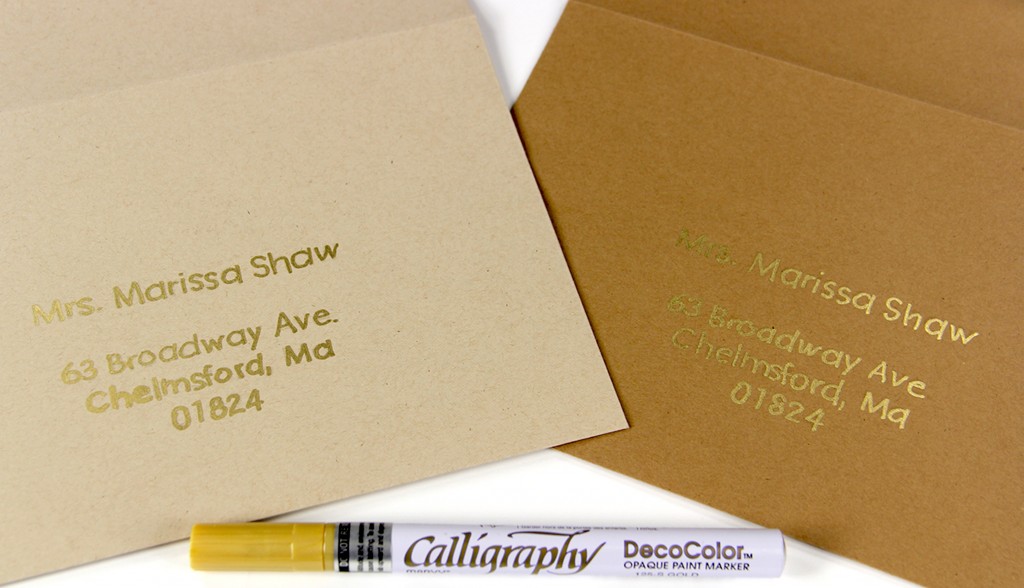 Mrs. Marissa Shaw
63 Broadway Ave.
Chelmsford, Ma
01824
Mrs. Marissa Shaw
63 Broadway Ave
Chelmsford, Ma
01824
Calligraphy
DecoColor™
OPAQUE PAINT MARKER